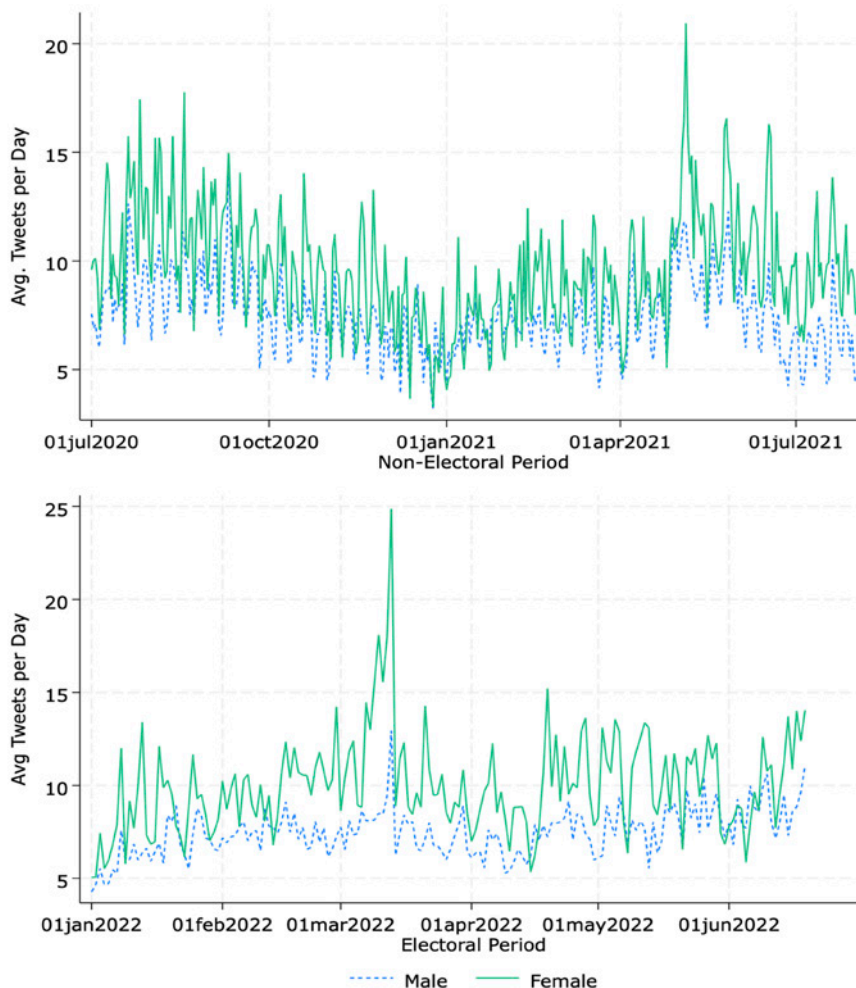 Avg. Tweets per Day
20
15
10
5
01jul2020 01oct2020 01jan2021 01apr2021 01jul2021
Non-Electoral Period
Avg Tweets per Day
25
20
15
10
5
01jan2022 01feb2022 01mar2022 01apr2022 01may2022 01jun2022
Electoral Period
Male Female